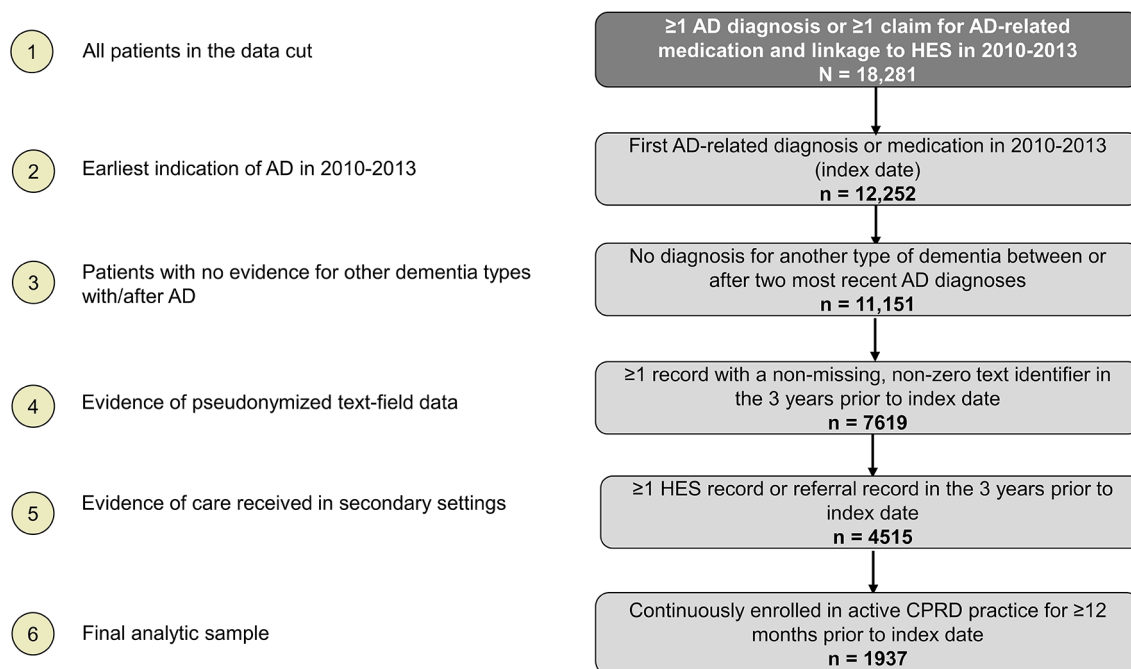 1
All patients in the data cut
≥1 AD diagnosis or ≥1 claim for AD-related
medication and linkage to HES in 2010-2013
N = 18,281
2
Earliest indication of AD in 2010-2013
First AD-related diagnosis or medication in 2010-2013
(index date)
n = 12,252
3
Patients with no evidence for other dementia types
with/after AD
No diagnosis for another type of dementia between or
after two most recent AD diagnoses
n = 11,151
4
Evidence of pseudonymized text-field data
≥1 record with a non-missing, non-zero text identifier in
the 3 years prior to index date
n = 7619
5
Evidence of care received in secondary settings
≥1 HES record or referral record in the 3 years prior to
index date
n = 4515
6
Final analytic sample
Continuously enrolled in active CPRD practice for ≥12
months prior to index date
n = 1937